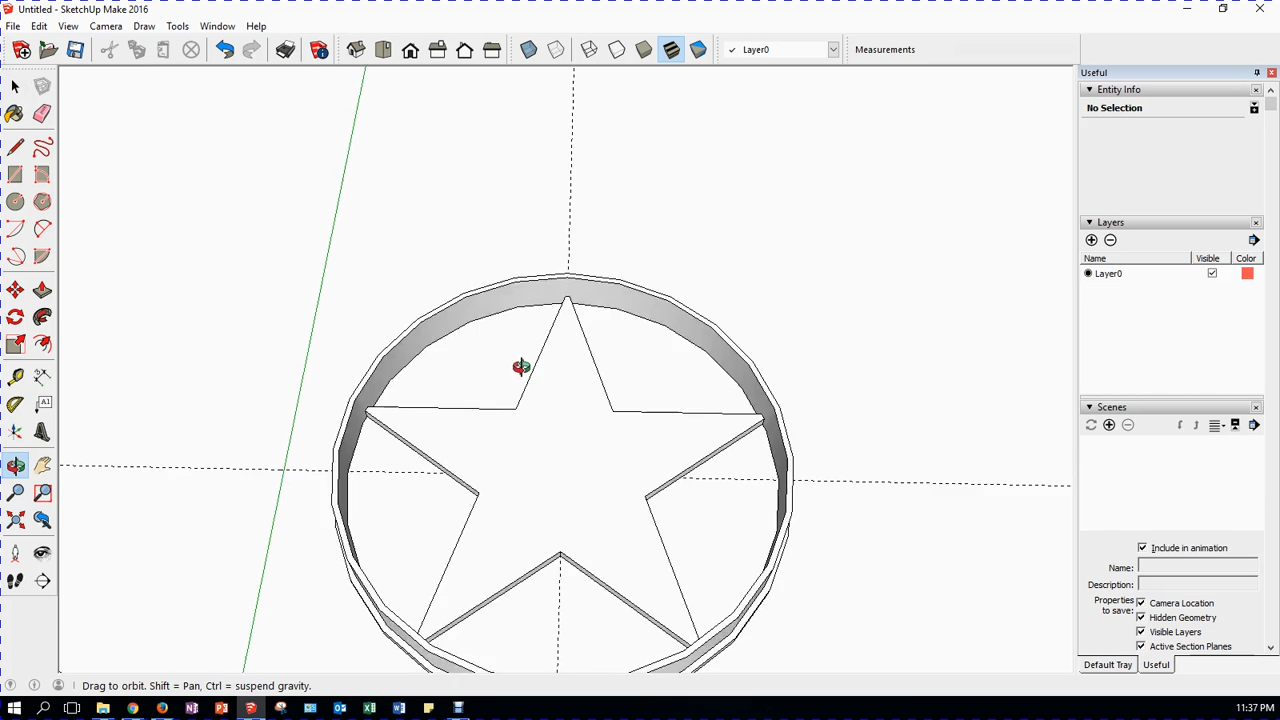 Untitled - SketchUp Make 2016
File Edit View Camera Draw Tools Window Help
Layer0
Measurements
Useful
Entity Info
No Selection
Layers
Name Visible Color
Layer0
Scenes
A1
Include in animation
Name:
Description:
Properties to save:
Camera Location
Hidden Geometry
Visible Layers
Active Section Planes
Default Tray Useful
Drag to orbit. Shift = Pan, Ctrl = suspend gravity.
11:37 PM